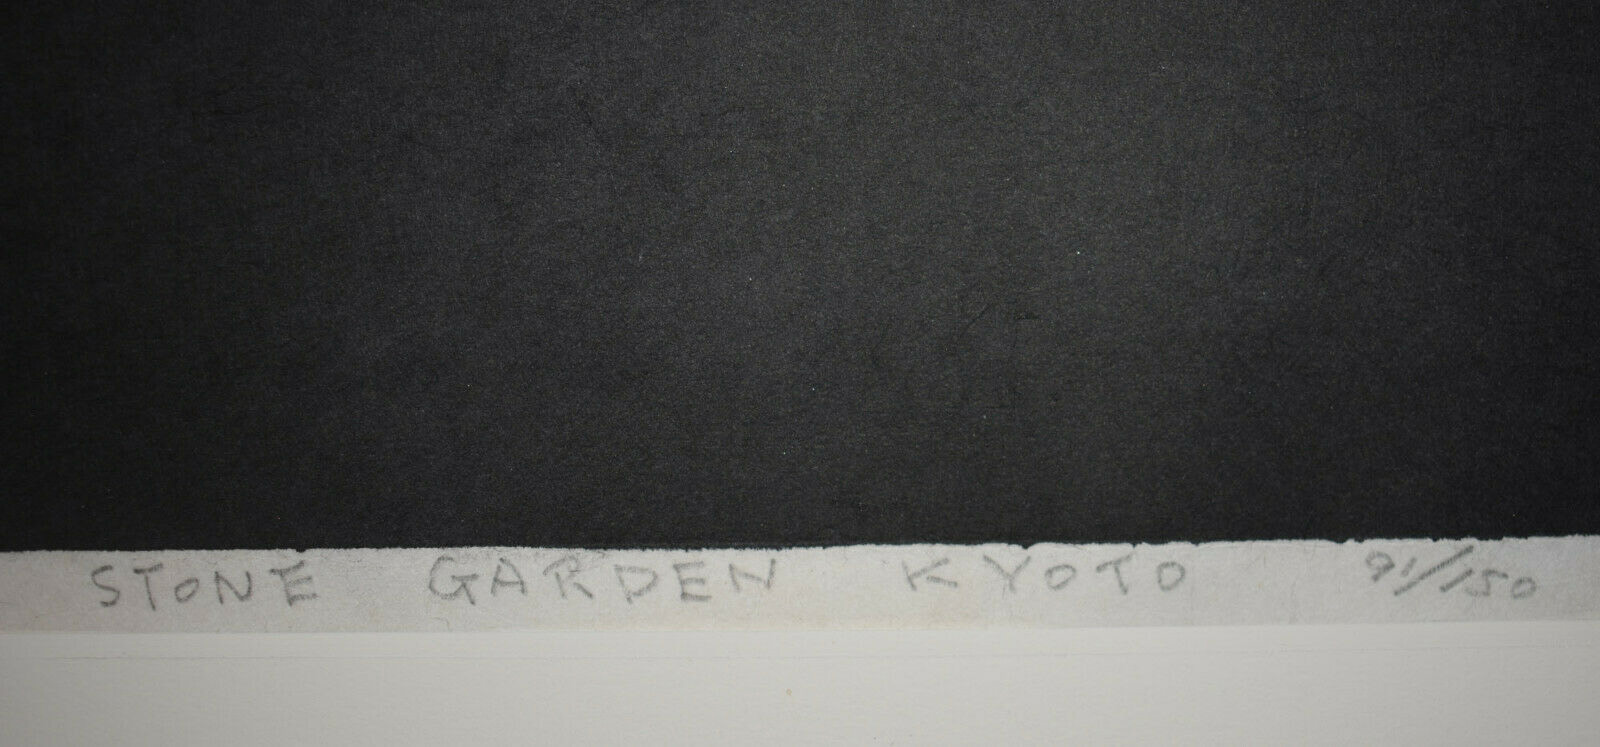 STONE GARDEN KYOTO 91/150